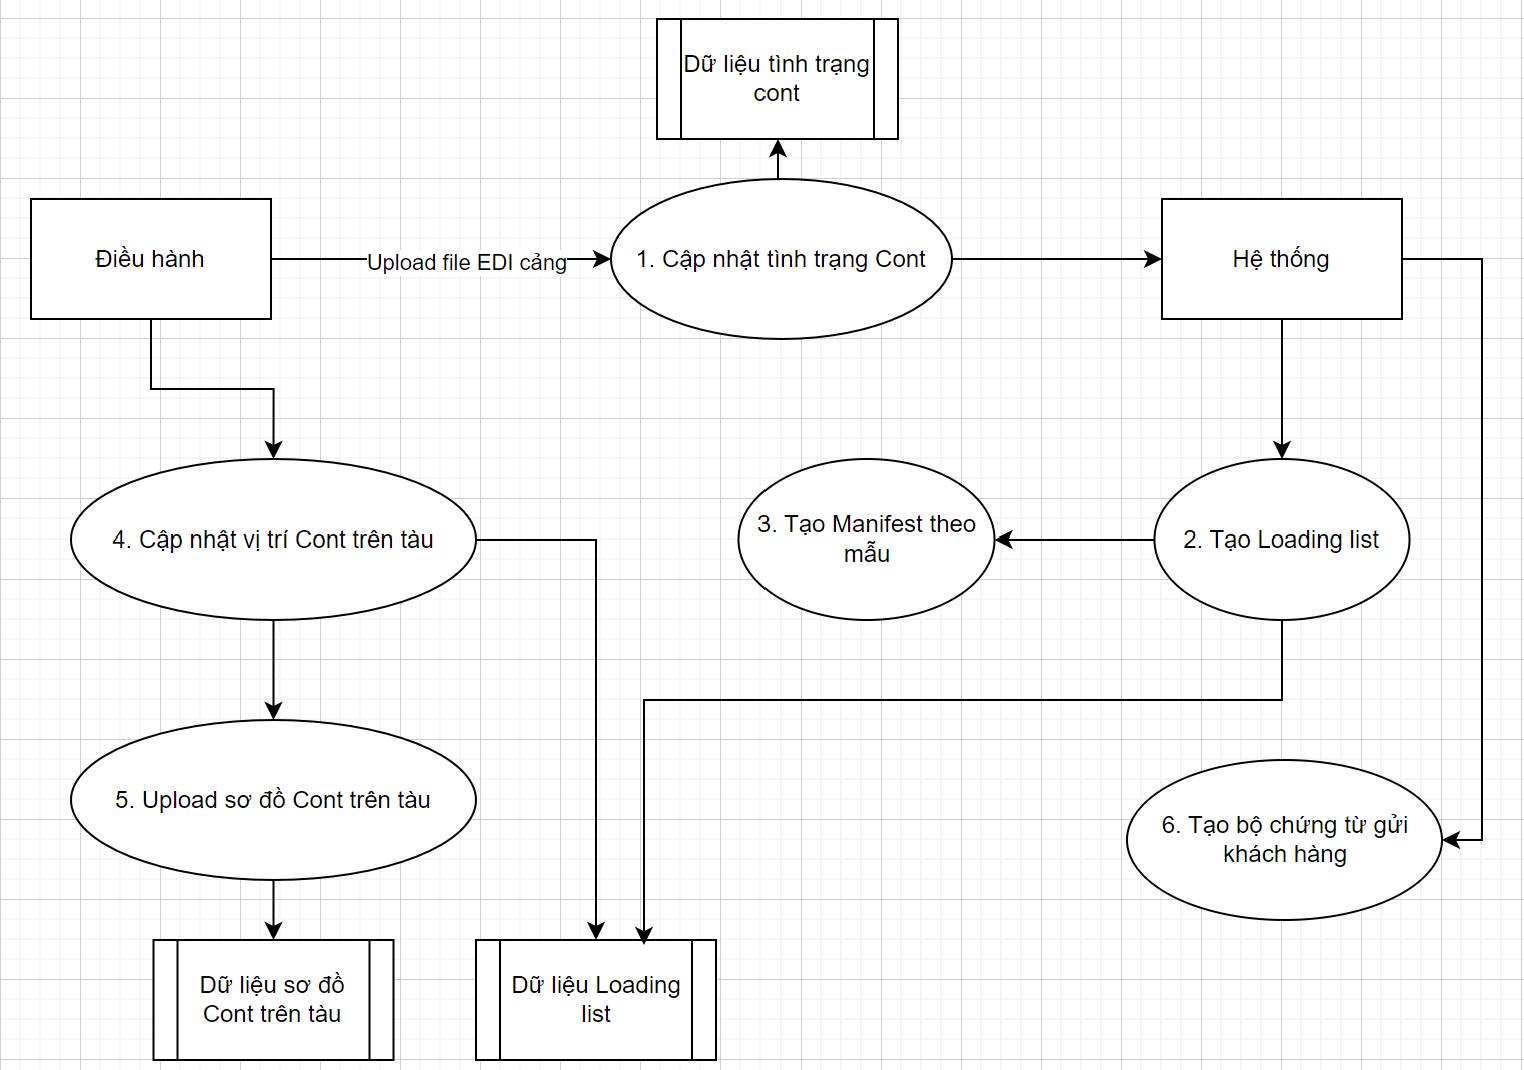 Dữ liệu tình trạng
cont
Điều hành
Upload file EDI cảng
1. Cập nhật tình trạng Cont
Hệ thống
4. Cập nhật vị trí Cont trên tàu
3. Tạo Manifest theo
mẫu
2. Tạo Loading list
5. Upload sơ đồ Cont trên tàu
6. Tạo bộ chứng từ gửi
khách hàng
Dữ liệu sơ đồ
Cont trên tàu
Dữ liệu Loading
list